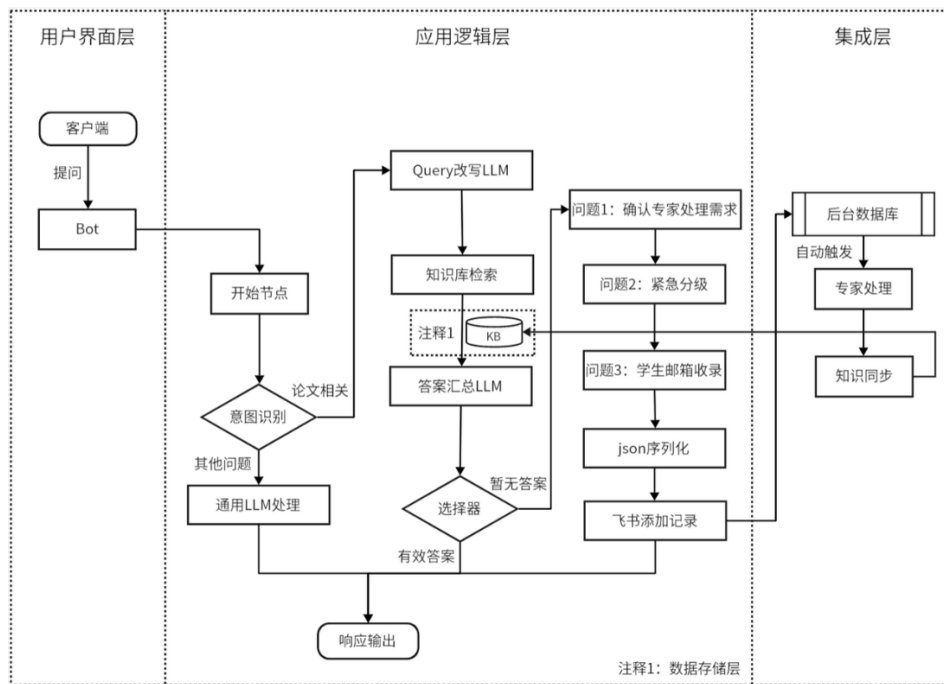 用户界面层
应用逻辑层
集成层
客户端
提问
Bot
开始节点
意图识别
论文相关
其他问题
通用LLM处理
Query改写LLM
知识库检索
注释1
KB
答案汇总LLM
选择器
暂无答案
有效答案
问题1：确认专家处理需求
问题2：紧急分级
问题3：学生邮箱收录
json序列化
飞书添加记录
后台数据库
自动触发
专家处理
知识同步
响应输出
注释1：数据存储层